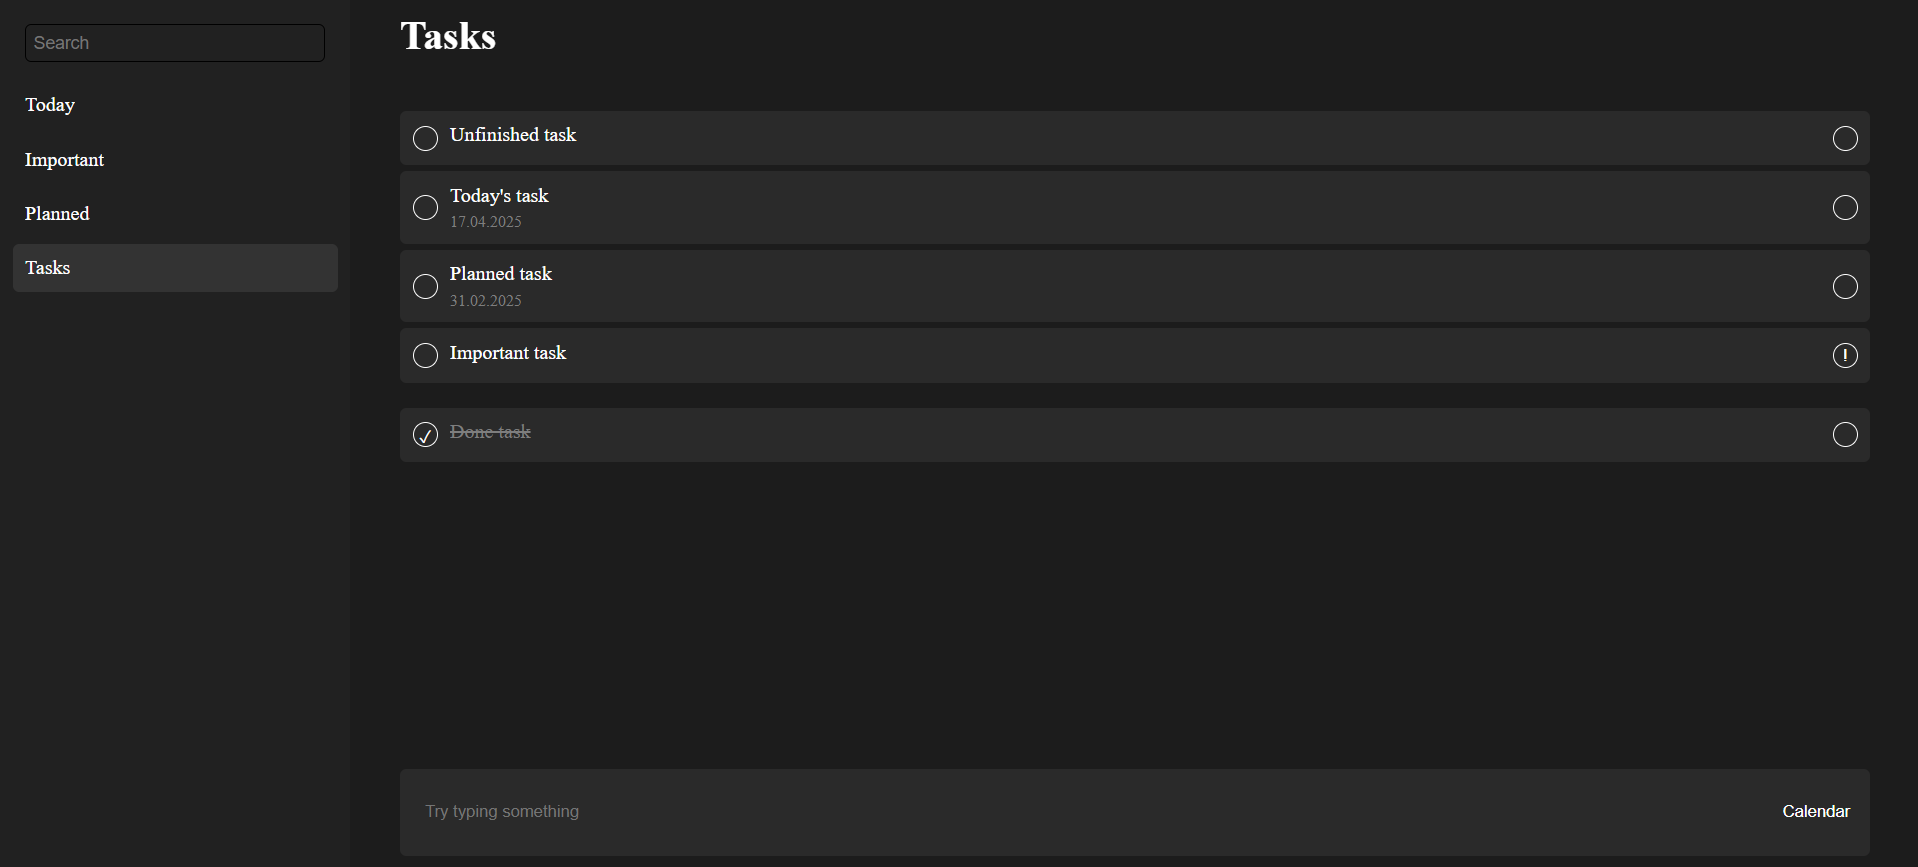 Search
Today
Important
Planned
Tasks
Tasks
Unfinished task
Today's task
17.04.2025
Planned task
31.02.2025
Important task
!
Done task
Try typing something
Calendar